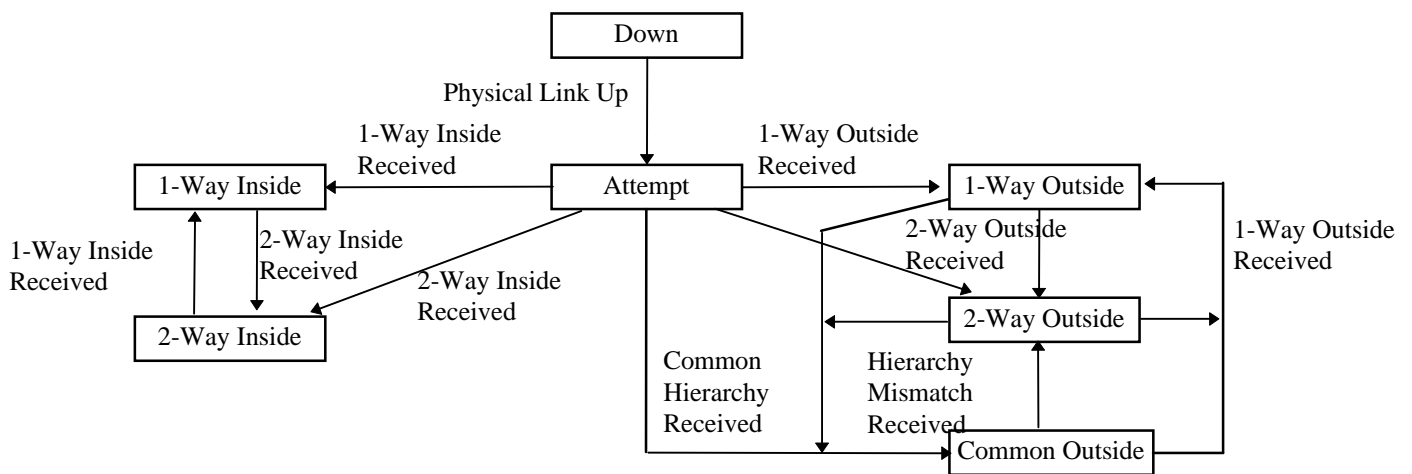 Down
Physical Link Up
1-Way Inside
Received
1-Way Outside
Received
1-Way Inside
Attempt
1-Way Outside
1-Way Inside
Received
2-Way Inside
Received
2-Way Inside
Received
2-Way Outside
Received
1-Way Outside
Received
2-Way Inside
2-Way Outside
Common
Hierarchy
Received
Hierarchy
Mismatch
Received
Common Outside